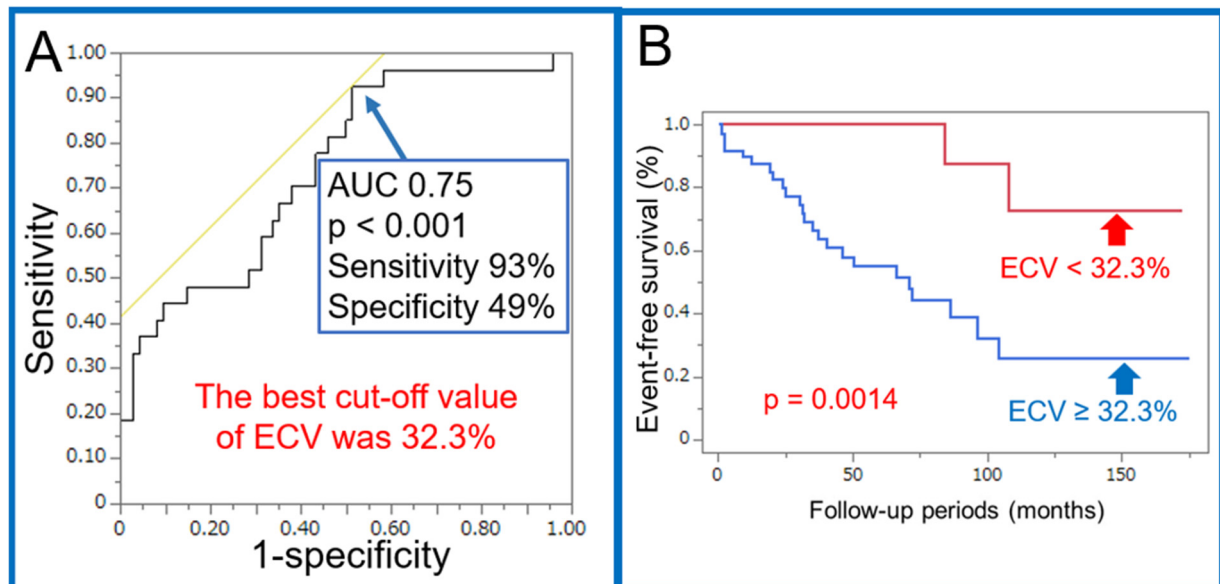 A
1.00
0.90
0.80
0.70
0.60
0.50
0.40
0.30
0.20
0.10
0
Sensitivity
AUC 0.75
p < 0.001
Sensitivity 93%
Specificity 49%
The best cut-off value
of ECV was 32.3%
0 0.20 0.40 0.60 0.80 1.00
1-specificity
B
1.0
0.8
0.6
0.4
0.2
0
Event-free survival (%)
ECV < 32.3%
p = 0.0014
ECV ≥ 32.3%
0 50 100 150
Follow-up periods (months)